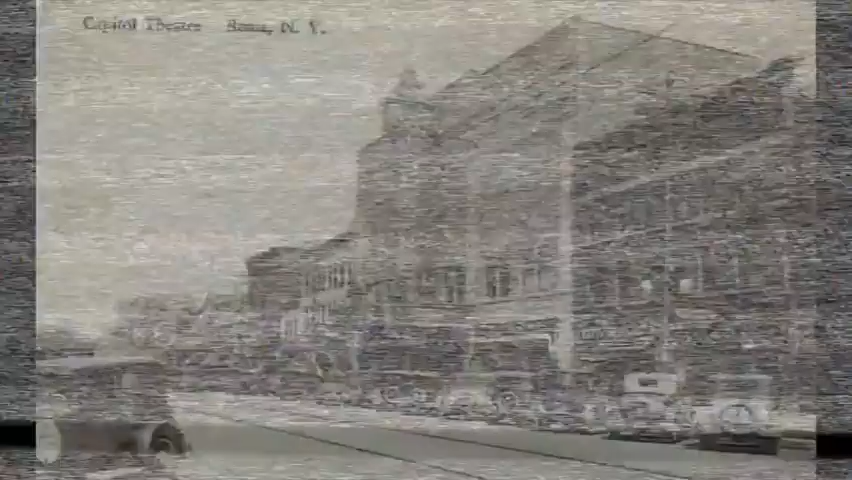 Capitol Theatre Rome, N. Y.